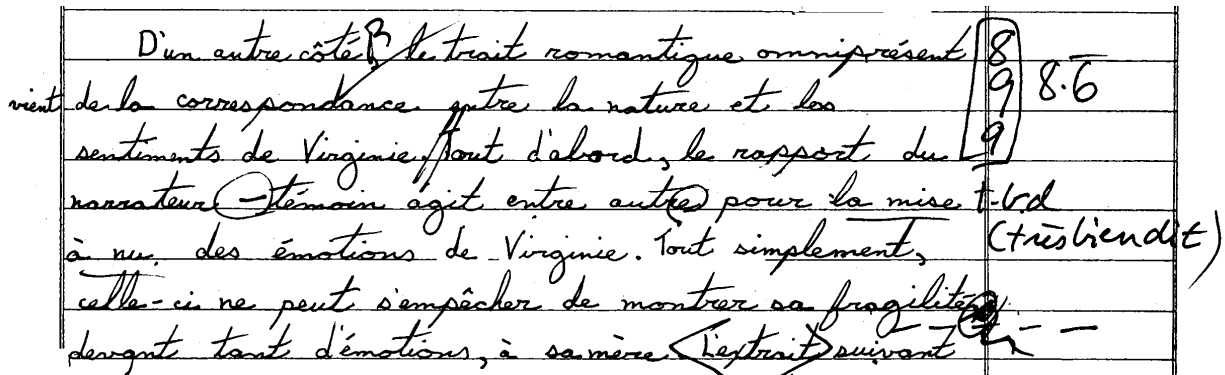 D'un autre côté, le trait romantique omniprésent 8
vient de la correspondance entre la nature et les 9 8.6
sentiments de Virginie. Tout d'abord, le rapport du 9
narrateur-témoin agit entre autre pour la mise t.b.d
à nu des émotions de Virginie. Tout simplement, (très bien dit)
celle-ci ne peut s'empêcher de montrer sa fragilité
devant tant d'émotions, à sa mère L'extrait suivant